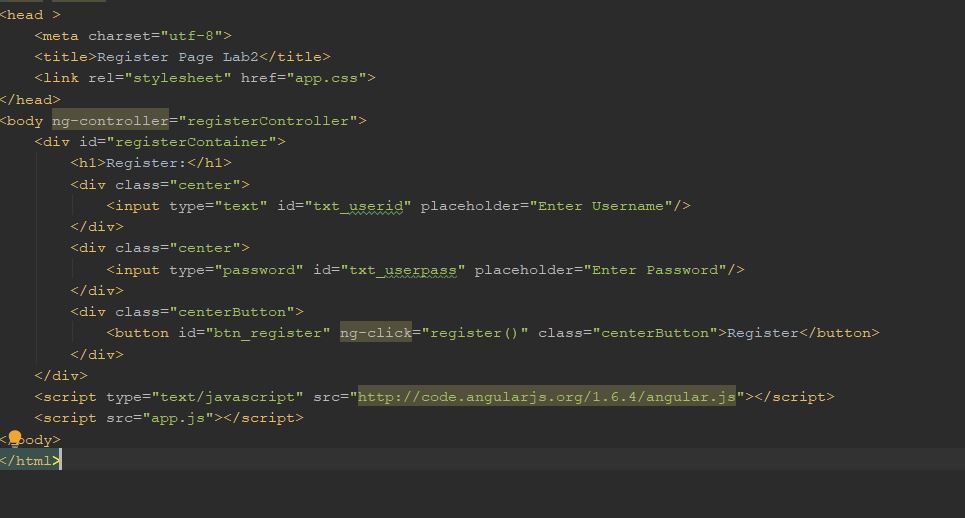 <head >
<meta charset="utf-8">
<title>Register Page Lab2</title>
<link rel="stylesheet" href="app.css">
</head>
<body ng-controller="registerController">
<div id="registerContainer">
<h1>Register:</h1>
<div class="center">
<input type="text" id="txt_userid" placeholder="Enter Username"/>
</div>
<div class="center">
<input type="password" id="txt_userpass" placeholder="Enter Password"/>
</div>
<div class="centerButton">
<button id="btn_register" ng-click="register()" class="centerButton">Register</button>
</div>
</div>
<script type="text/javascript" src="http://code.angularjs.org/1.6.4/angular.js"></script>
<script src="app.js"></script>
</body>
</html>